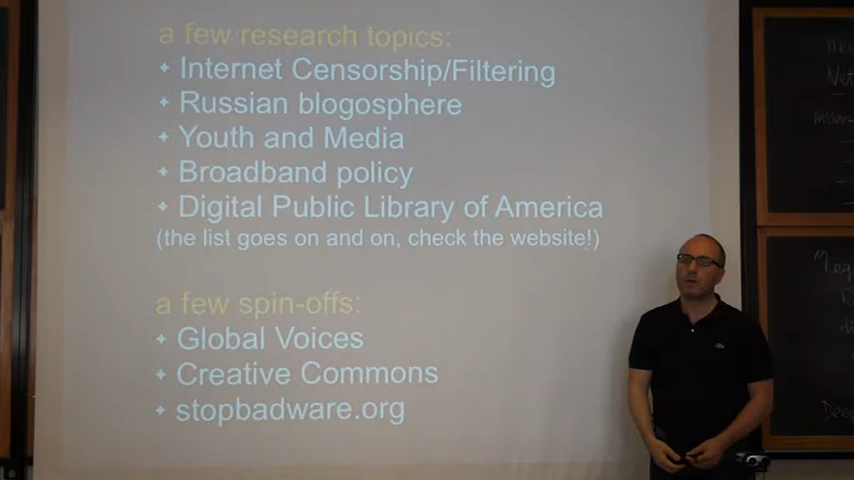 a few research topics:
✦ Internet Censorship/Filtering
✦ Russian blogosphere
✦ Youth and Media
✦ Broadband policy
✦ Digital Public Library of America
(the list goes on and on, check the website!)
a few spin-offs:
✦ Global Voices
✦ Creative Commons
✦ stopbadware.org